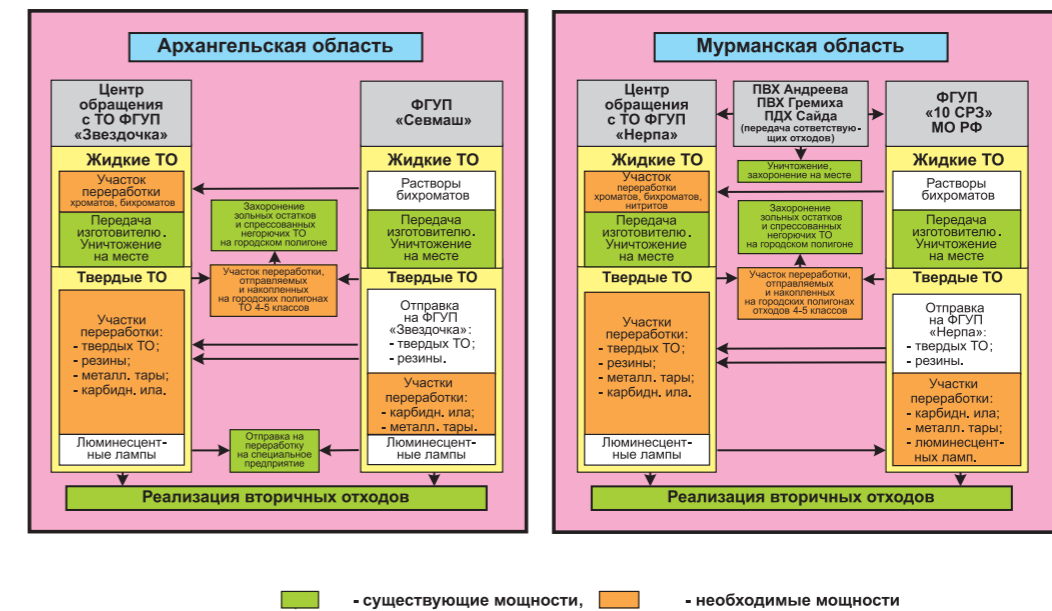 Архангельская область
Центр
обращения
с ТО ФГУП
«Звездочка»
ФГУП
«Севмаш»
Жидкие ТО
Участок
переработки
хроматов, бихроматов
Передача
изготовителю.
Уничтожение
на месте
Твердые ТО
Участки
переработки:
- твердых ТО;
- резины;
- металл. тары;
- карбидн. ила.
Люминесцент-
ные лампы
Захоронение
зольных остатков
и спрессованных
негорючих ТО
на городском полигоне
Участок переработки,
отправляемых
и накопленных
на городских полигонах
ТО 4-5 классов
Отправка на
переработку
на специальное
предприятие
Жидкие ТО
Растворы
бихроматов
Передача
изготовителю.
Уничтожение
на месте
Твердые ТО
Отправка
на ФГУП
«Звездочка»:
- твердых ТО;
- резины.
Участки
переработки:
- карбидн. ила;
- металл. тары.
Люминесцент-
ные лампы
Реализация вторичных отходов
Мурманская область
Центр
обращения
с ТО ФГУП
«Нерпа»
ПВХ Андреева
ПВХ Гремиха
ПДХ Сайда
(передача сответствую-
щих отходов)
ФГУП
«10 СРЗ»
МО РФ
Уничтожение,
захоронение на месте
Жидкие ТО
Участок
переработки
хроматов, бихроматов,
нитритов
Передача
изготовителю.
Уничтожение
на месте
Твердые ТО
Участки
переработки:
- твердых ТО;
- резины;
- металл. тары;
- карбидн. ила.
Люминесцент-
ные лампы
Захоронение
зольных остатков
и спрессованных
негорючих ТО
на городском полигоне
Участок переработки,
отправляемых
и накопленных
на городских полигонах
отходов 4-5 классов
Жидкие ТО
Растворы
бихроматов
Передача
изготовителю.
Уничтожение
на месте
Твердые ТО
Отправка
на ФГУП
«Нерпа»:
- твердых ТО;
- резины.
Участки
переработки:
- карбидн. ила;
- металл. тары;
- люминесцент-
ных ламп.
Реализация вторичных отходов
- существующие мощности, - необходимые мощности